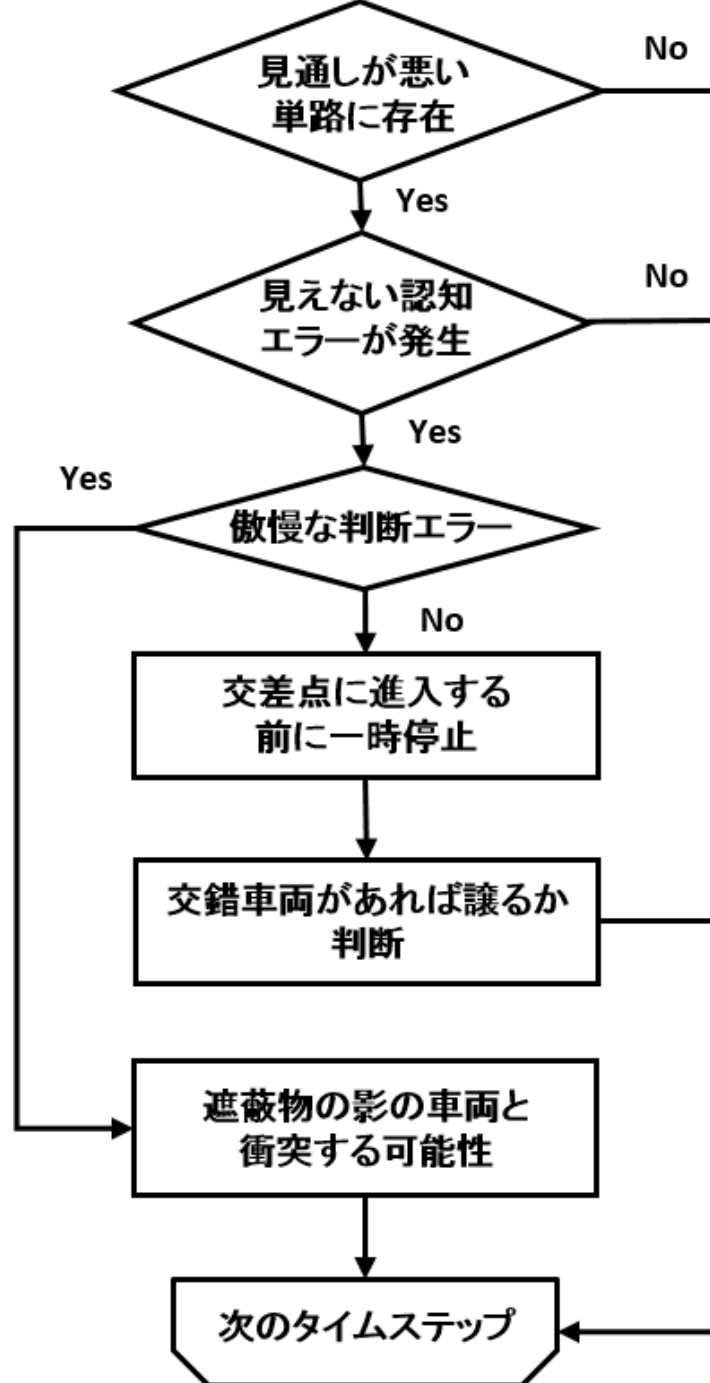 見通しが悪い
単路に存在
No
Yes
見えない認知
エラーが発生
No
Yes
傲慢な判断エラー
Yes
No
交差点に進入する
前に一時停止
交錯車両があれば譲るか
判断
遮蔽物の影の車両と
衝突する可能性
次のタイムステップ